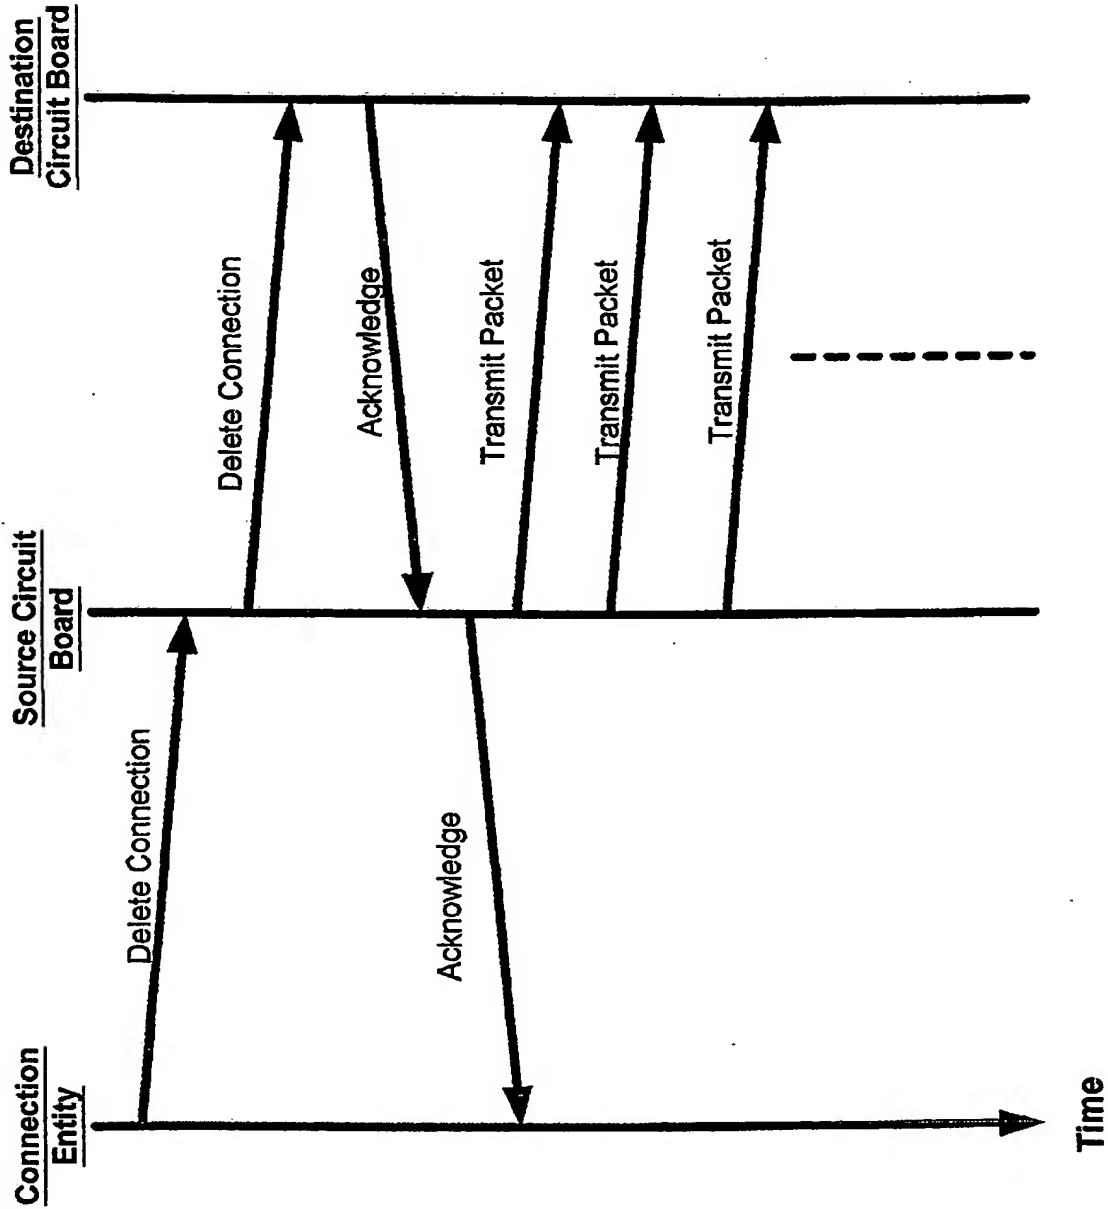 Connection
Entity
Source Circuit
Board
Destination
Circuit Board
Delete Connection
Delete Connection
Acknowledge
Acknowledge
Transmit Packet
Transmit Packet
Transmit Packet
Time